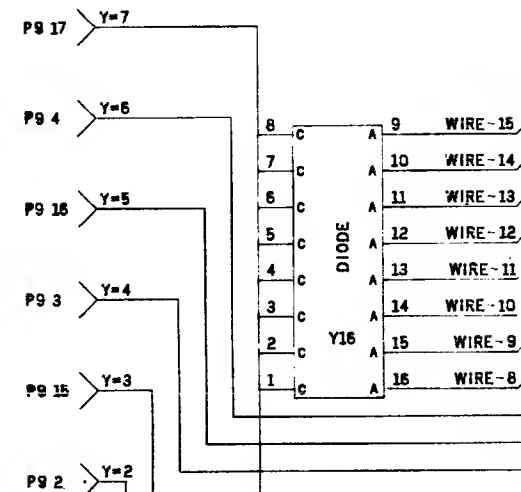 P9 17 Y=7
P9 4 Y=6
8 C A 9 WIRE-15
7 C A 10 WIRE-14
6 C A 11 WIRE-13
P9 16 Y=5
5 C A 12 WIRE-12
DIODE
4 C A 13 WIRE-11
P9 3 Y=4
3 C A 14 WIRE-10
Y16
2 C A 15 WIRE-9
1 C A 16 WIRE-8
P9 15 Y=3
P9 2 Y=2